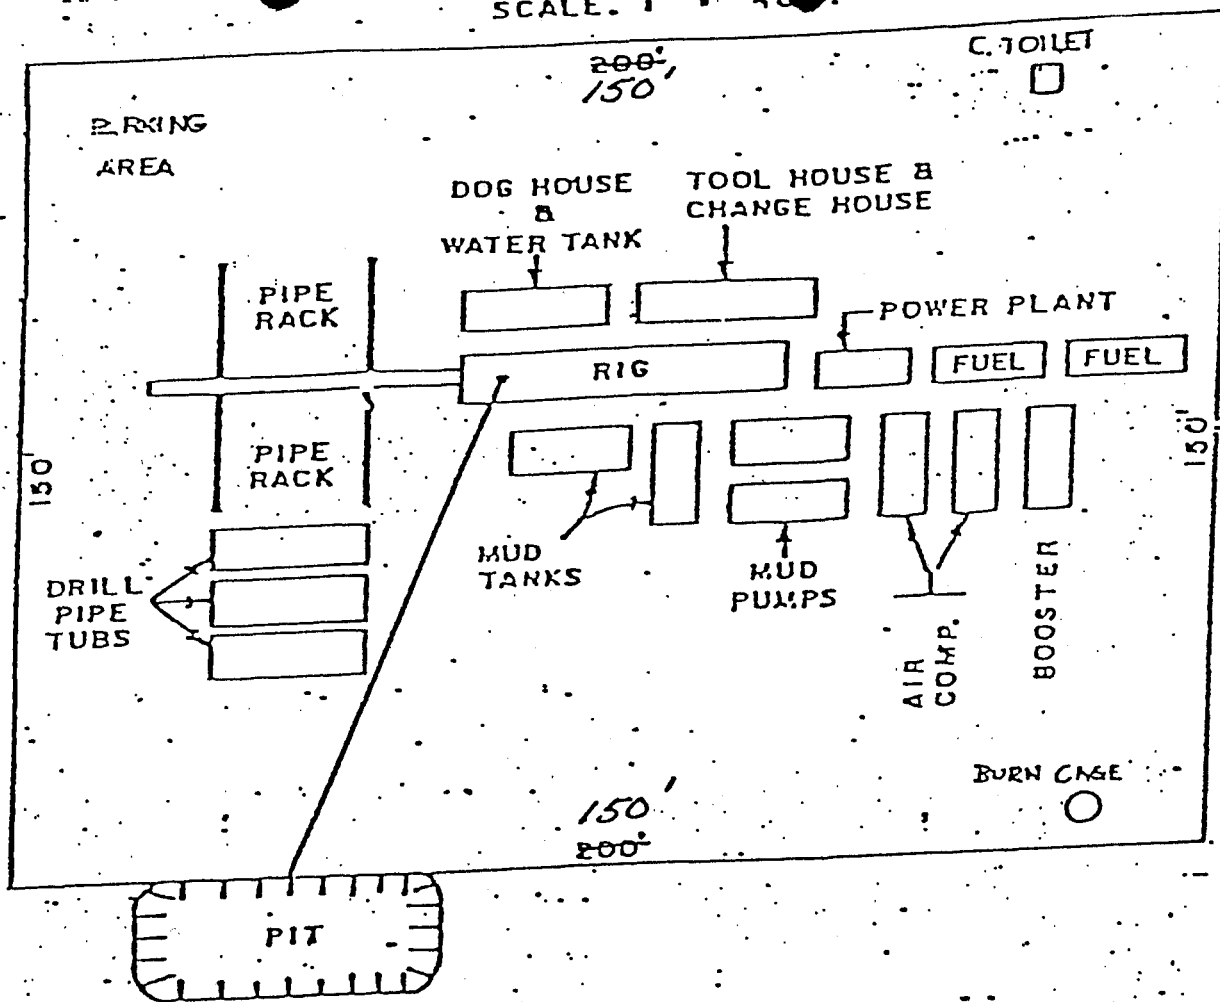 SCALE.
200'
150'
C. TOILET
PARKING
AREA
DOG HOUSE
&
WATER TANK
TOOL HOUSE &
CHANGE HOUSE
PIPE
RACK
POWER PLANT
RIG
FUEL
FUEL
150'
150'
PIPE
RACK
MUD
TANKS
MUD
PUMPS
DRILL
PIPE
TUBS
AIR
COMP.
BOOSTER
BURN CAGE
150'
200'
PIT